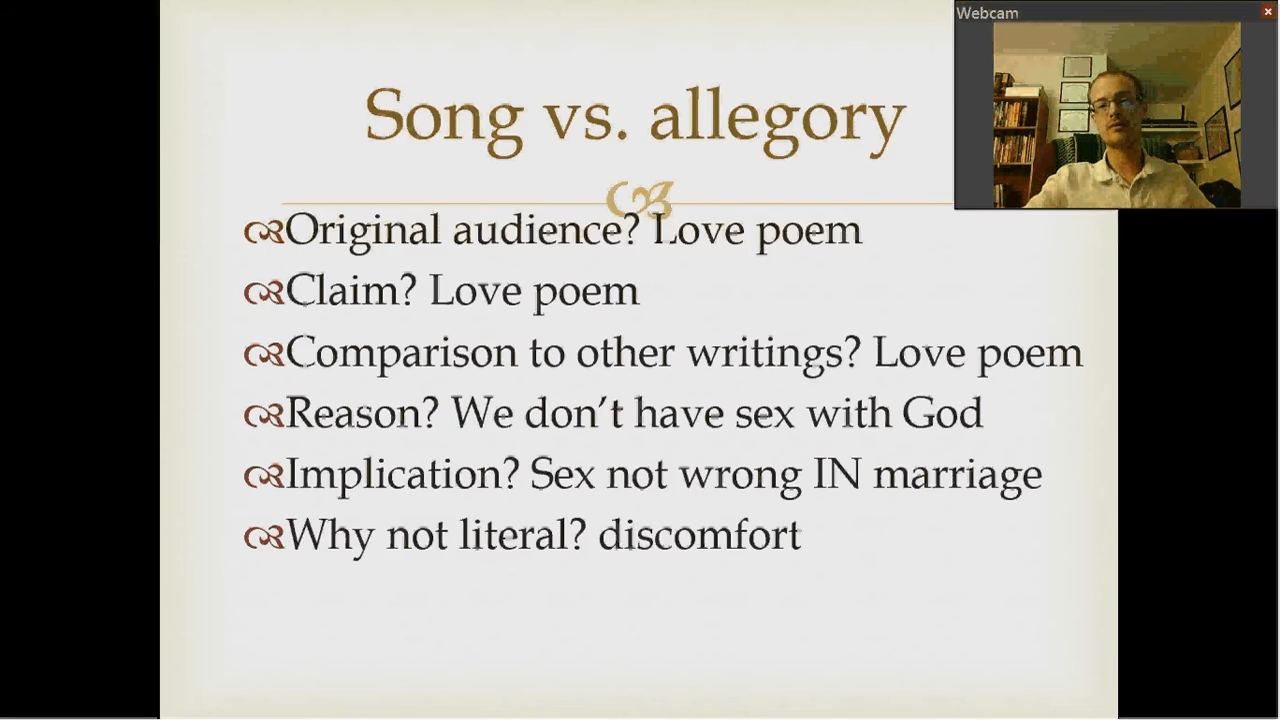 Webcam
Song vs. allegory
Original audience? Love poem
Claim? Love poem
Comparison to other writings? Love poem
Reason? We don't have sex with God
Implication? Sex not wrong IN marriage
Why not literal? discomfort